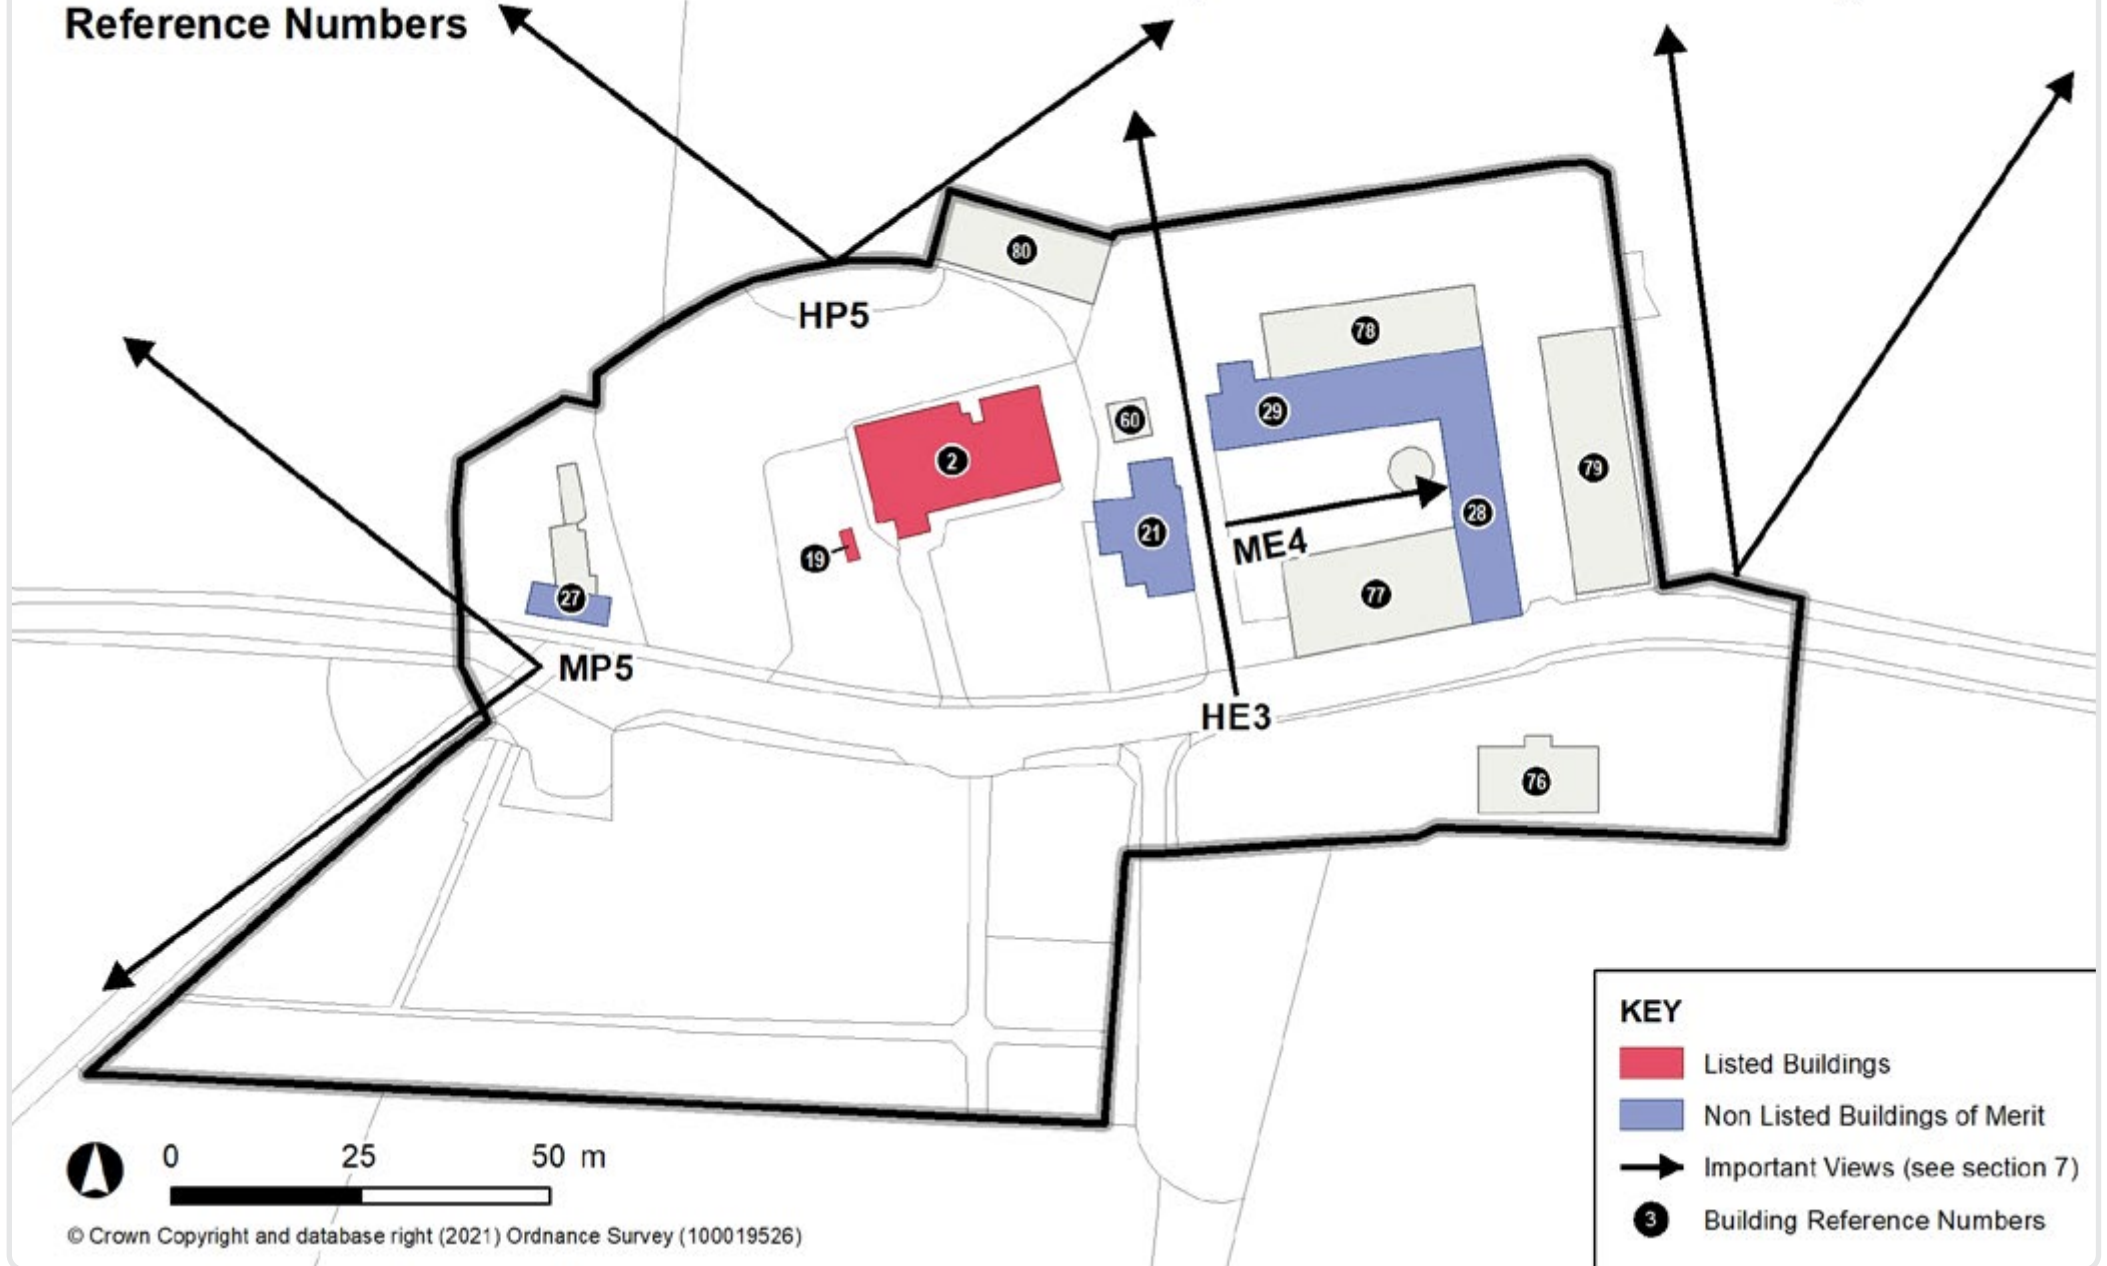 Reference Numbers
80
HP5
78
29
60
2
79
28
21
ME4
19
77
27
MP5
HE3
76
KEY
Listed Buildings
Non Listed Buildings of Merit
Important Views (see section 7)
3 Building Reference Numbers
0 25 50 m
© Crown Copyright and database right (2021) Ordnance Survey (100019526)